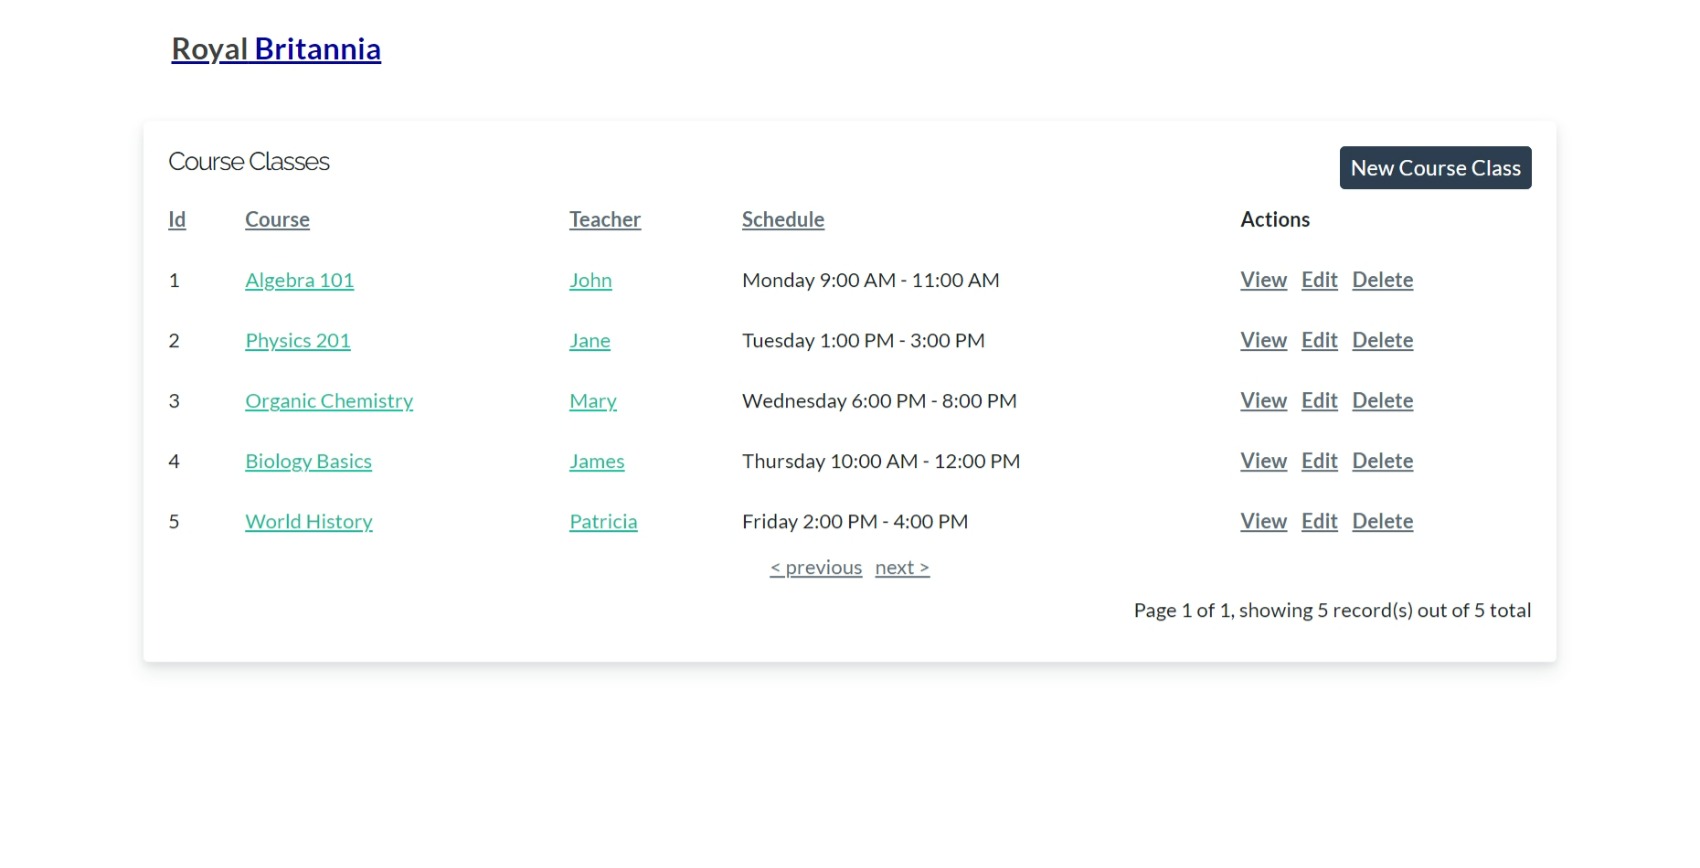 Royal Britannia
Course Classes
New Course Class
Id Course Teacher Schedule Actions
1 Algebra 101 John Monday 9:00 AM - 11:00 AM View Edit Delete
2 Physics 201 Jane Tuesday 1:00 PM - 3:00 PM View Edit Delete
3 Organic Chemistry Mary Wednesday 6:00 PM - 8:00 PM View Edit Delete
4 Biology Basics James Thursday 10:00 AM - 12:00 PM View Edit Delete
5 World History Patricia Friday 2:00 PM - 4:00 PM View Edit Delete
< previous next >
Page 1 of 1, showing 5 record(s) out of 5 total